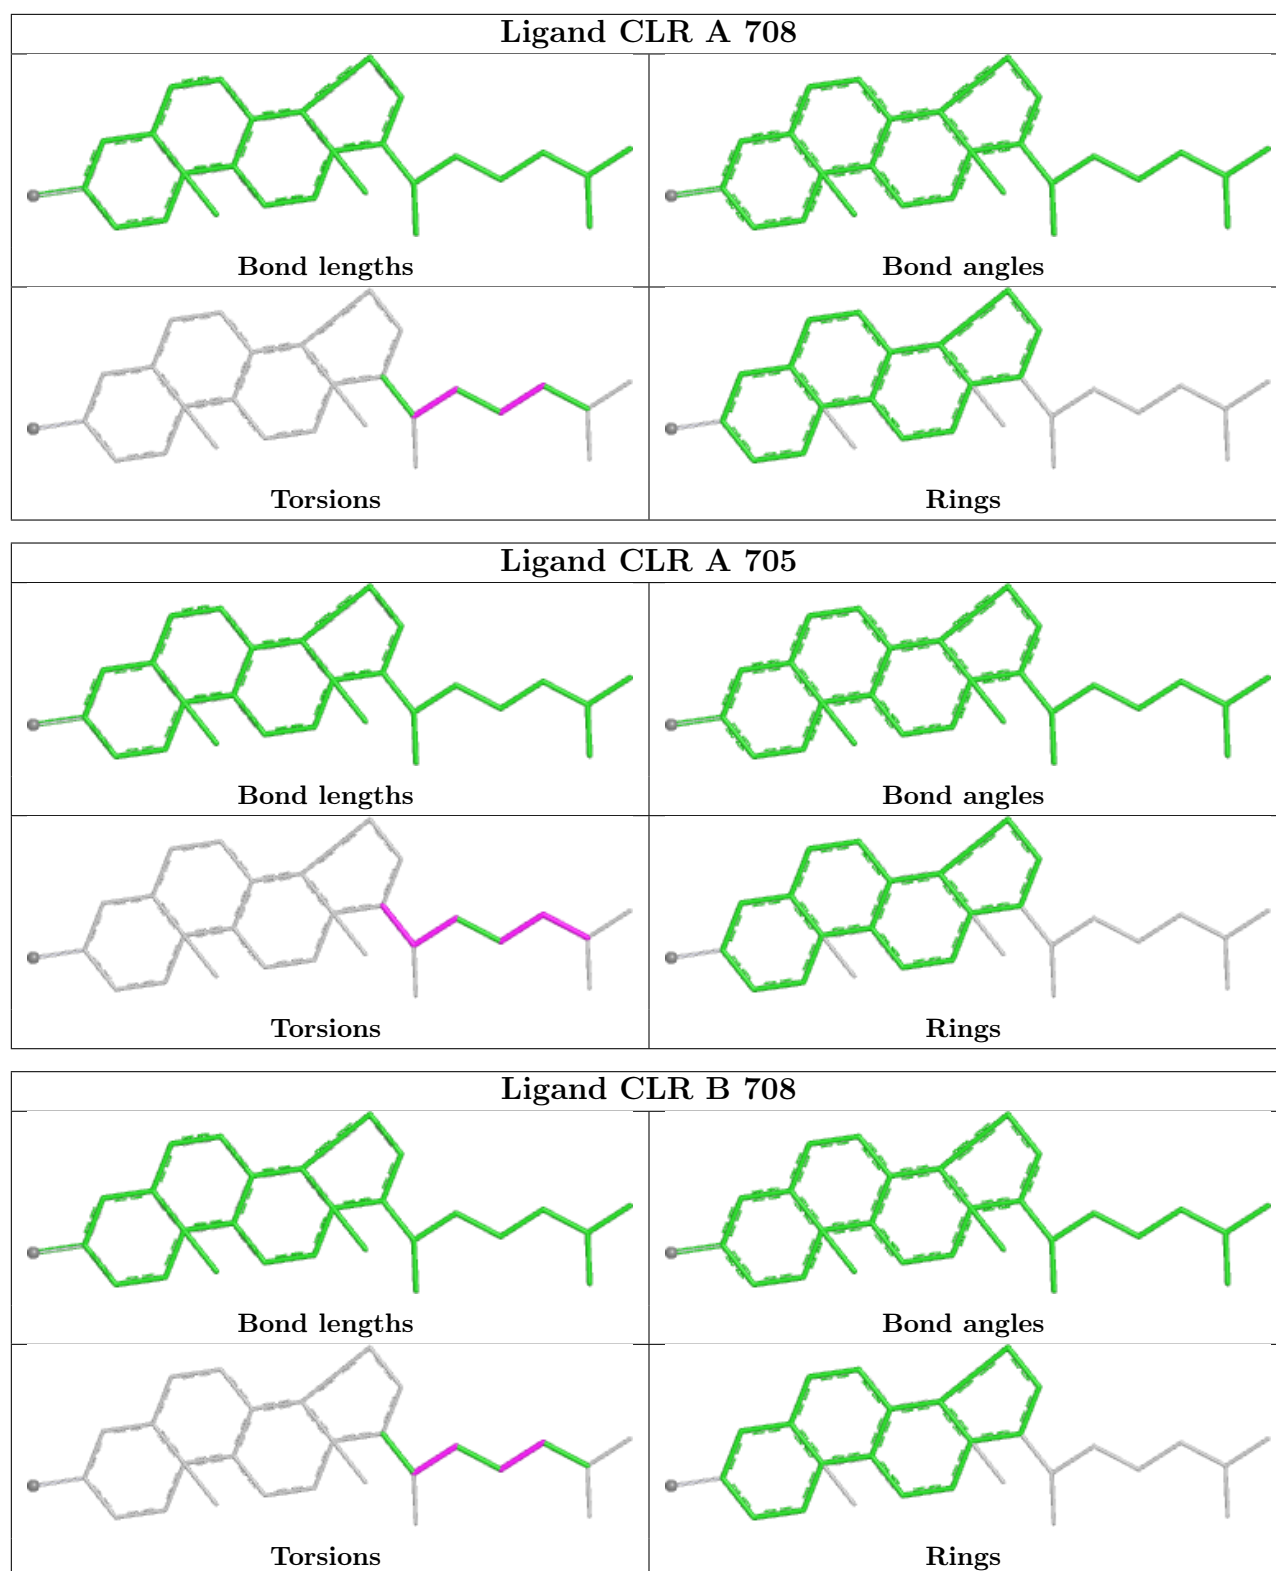 Ligand CLR A 708
Bond lengths
Bond angles
Torsions
Rings
Ligand CLR A 705
Bond lengths
Bond angles
Torsions
Rings
Ligand CLR B 708
Bond lengths
Bond angles
Torsions
Rings